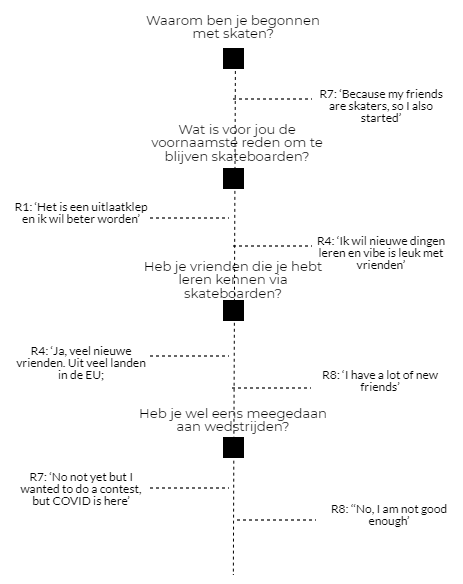 Waarom ben je begonnen
met skaten?
R7: ‘Because my friends
are skaters, so I also
started’
Wat is voor jou de
voornaamste reden om te
blijven skateboarden?
R1: ‘Het is een uitlaatklep
en ik wil beter worden’
R4: ‘Ik wil nieuwe dingen
leren en vibe is leuk met
vrienden’
Heb je vrienden die je hebt
leren kennen via
skateboarden?
R4: ‘Ja, veel nieuwe
vrienden. Uit veel landen
in de EU;
R8: ‘I have a lot of new
friends’
Heb je wel eens meegedaan
aan wedstrijden?
R7: ‘No not yet but I
wanted to do a contest,
but COVID is here’
R8: “No, I am not good
enough’